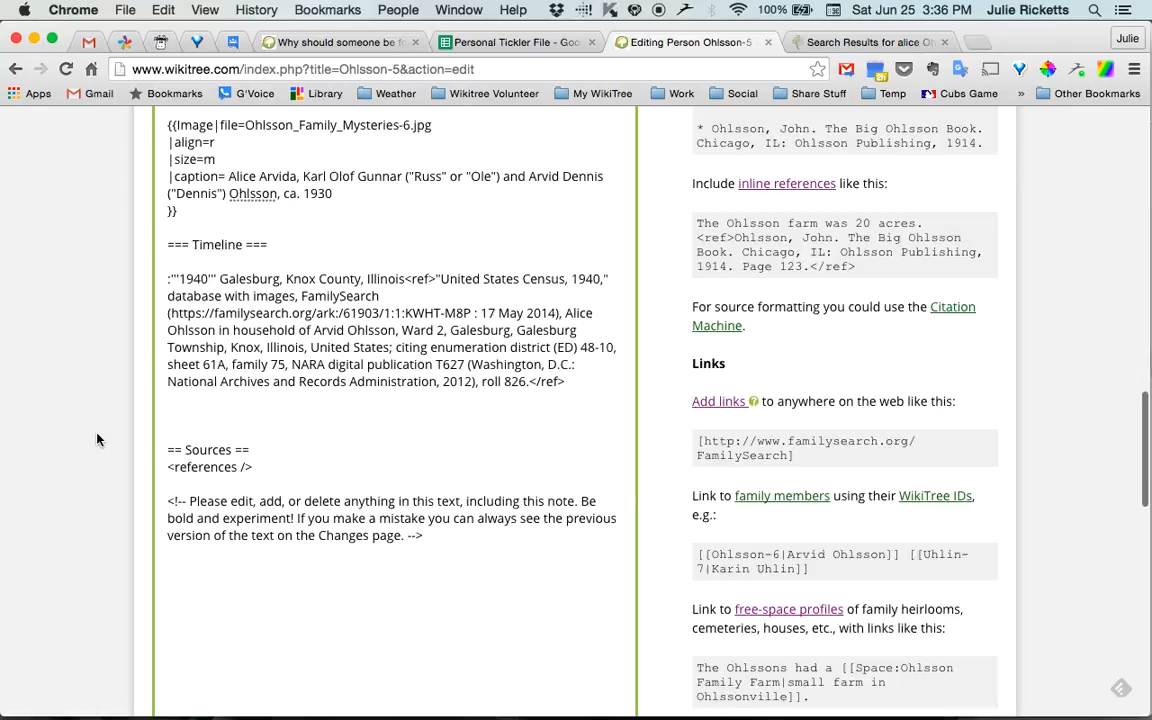 Chrome File Edit View History Bookmarks People Window Help 100% Sat Jun 25 3:36 PM Julie Ricketts
Why should someone be f Personal Tickler File - Goo Editing Person Ohlsson-5 Search Results for alice Oh Julie
www.wikitree.com/index.php?title=Ohlsson-5&action=edit
Apps Gmail Bookmarks G'Voice Library Weather Wikitree Volunteer My WikiTree Work Social Share Stuff Temp Cubs Game » Other Bookmarks
{{Image|file=Ohlsson_Family_Mysteries-6.jpg
|align=r
|size=m
|caption= Alice Arvida, Karl Olof Gunnar ("Russ" or "Ole") and Arvid Dennis
("Dennis") Ohlsson, ca. 1930
}}
=== Timeline ===
:'''1940''' Galesburg, Knox County, Illinois<ref>"United States Census, 1940,"
database with images, FamilySearch
(https://familysearch.org/ark:/61903/1:1:KWHT-M8P : 17 May 2014), Alice
Ohlsson in household of Arvid Ohlsson, Ward 2, Galesburg, Galesburg
Township, Knox, Illinois, United States; citing enumeration district (ED) 48-10,
sheet 61A, family 75, NARA digital publication T627 (Washington, D.C.:
National Archives and Records Administration, 2012), roll 826.</ref>
== Sources ==
<references />
<!-- Please edit, add, or delete anything in this text, including this note. Be
bold and experiment! If you make a mistake you can always see the previous
version of the text on the Changes page. -->
* Ohlsson, John. The Big Ohlsson Book.
Chicago, IL: Ohlsson Publishing, 1914.
Include inline references like this:
The Ohlsson farm was 20 acres.
<ref>Ohlsson, John. The Big Ohlsson
Book. Chicago, IL: Ohlsson Publishing,
1914. Page 123.</ref>
For source formatting you could use the Citation
Machine.
Links
Add links to anywhere on the web like this:
[http://www.familysearch.org/
FamilySearch]
Link to family members using their WikiTree IDs,
e.g.:
[[Ohlsson-6|Arvid Ohlsson]] [[Uhlin-
7|Karin Uhlin]]
Link to free-space profiles of family heirlooms,
cemeteries, houses, etc., with links like this:
The Ohlssons had a [[Space:Ohlsson
Family Farm|small farm in
Ohlssonville]].